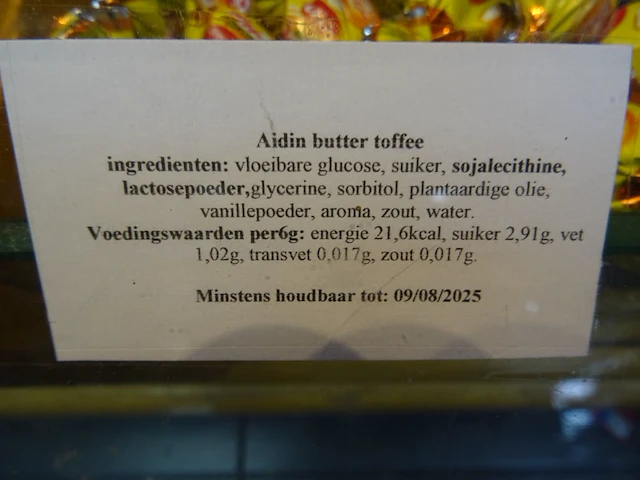 Aidin butter toffee
ingredienten: vloeibare glucose, suiker, sojalecithine,
lactosepoeder,glycerine, sorbitol, plantaardige olie,
vanillepoeder, aroma, zout, water.
Voedingswaarden per6g: energie 21,6kcal, suiker 2,91g, vet
1,02g, transvet 0,017g, zout 0,017g.
Minstens houdbaar tot: 09/08/2025